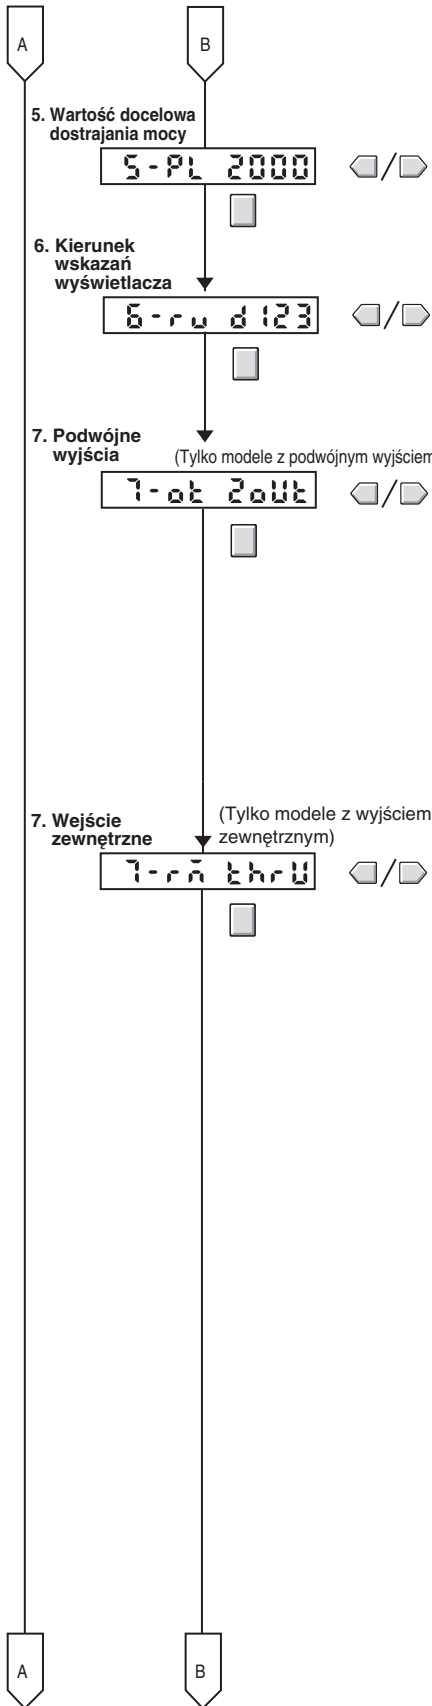 A B
5. Wartość docelowa
dostrajania mocy
5-PL 2000
/
6. Kierunek
wskazań
wyświetlacza
6-ru d123
/
7. Podwójne
wyjścia
(Tylko modele z podwójnym wyjściem
7-ot 2oUt
/
7. Wejście
zewnętrzne
(Tylko modele z wyjściem
zewnętrznym)
7-rm thrU
/
A B